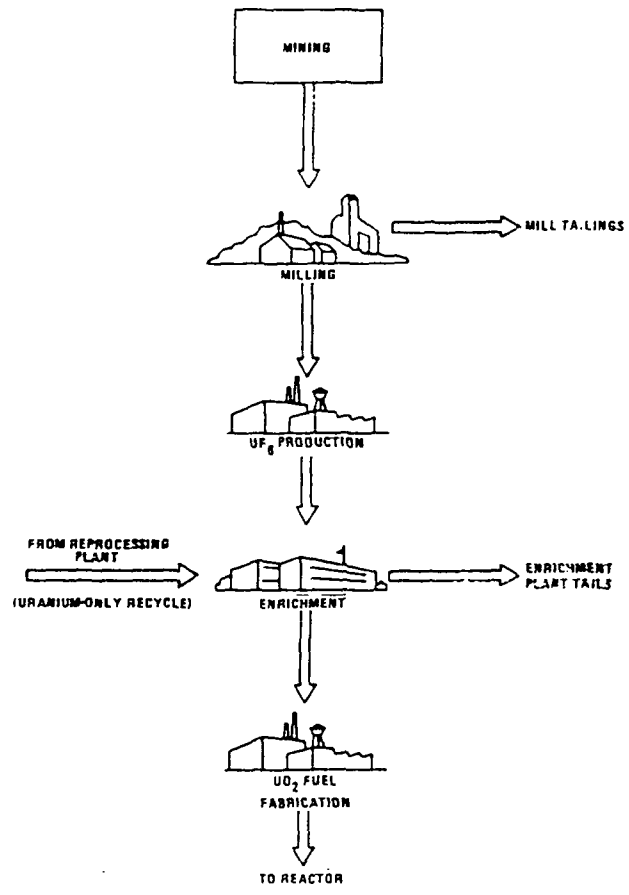 MINING
MILL TAILINGS
MILLING
UF6 PRODUCTION
FROM REPROCESSING
PLANT
(URANIUM-ONLY RECYCLE)
ENRICHMENT
ENRICHMENT
PLANT TAILS
UO2 FUEL
FABRICATION
TO REACTOR